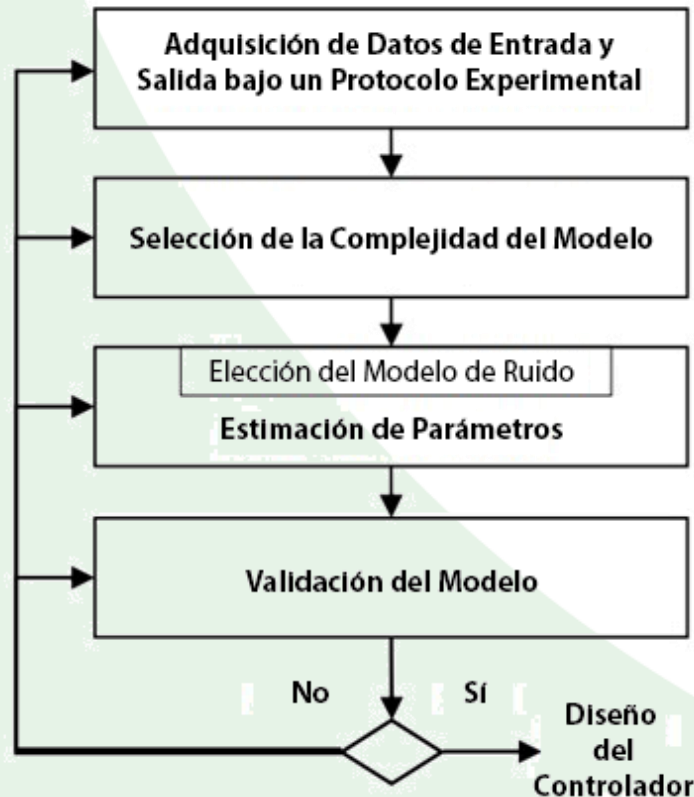 Adquisición de Datos de Entrada y
Salida bajo un Protocolo Experimental
Selección de la Complejidad del Modelo
Elección del Modelo de Ruido
Estimación de Parámetros
Validación del Modelo
No
Sí
Diseño
del
Controlador